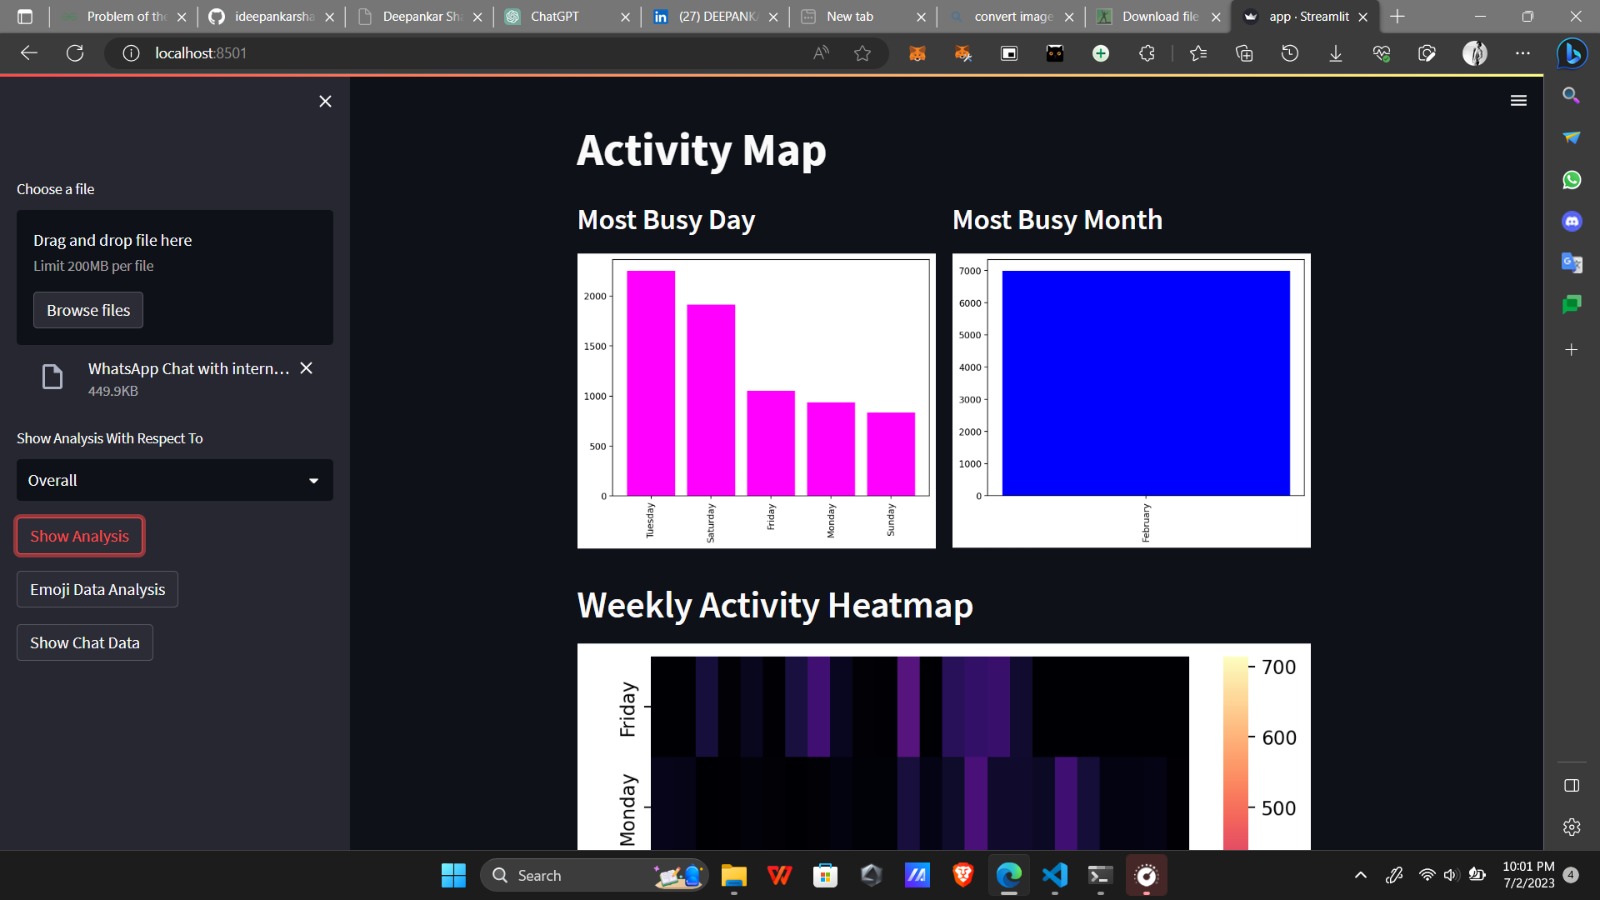 Problem of the
ideepankarsha
Deepankar Sha
ChatGPT
(27) DEEPANKA
New tab
convert image
Download file
app · Streamlit
localhost:8501
Choose a file
Drag and drop file here
Limit 200MB per file
Browse files
WhatsApp Chat with intern...
449.9KB
Show Analysis With Respect To
Overall
Show Analysis
Emoji Data Analysis
Show Chat Data
Activity Map
Most Busy Day
2000
1500
1000
500
0
Tuesday
Saturday
Friday
Monday
Sunday
Most Busy Month
7000
6000
5000
4000
3000
2000
1000
0
February
Weekly Activity Heatmap
Friday
Monday
700
600
500
Search
10:01 PM
7/2/2023
4